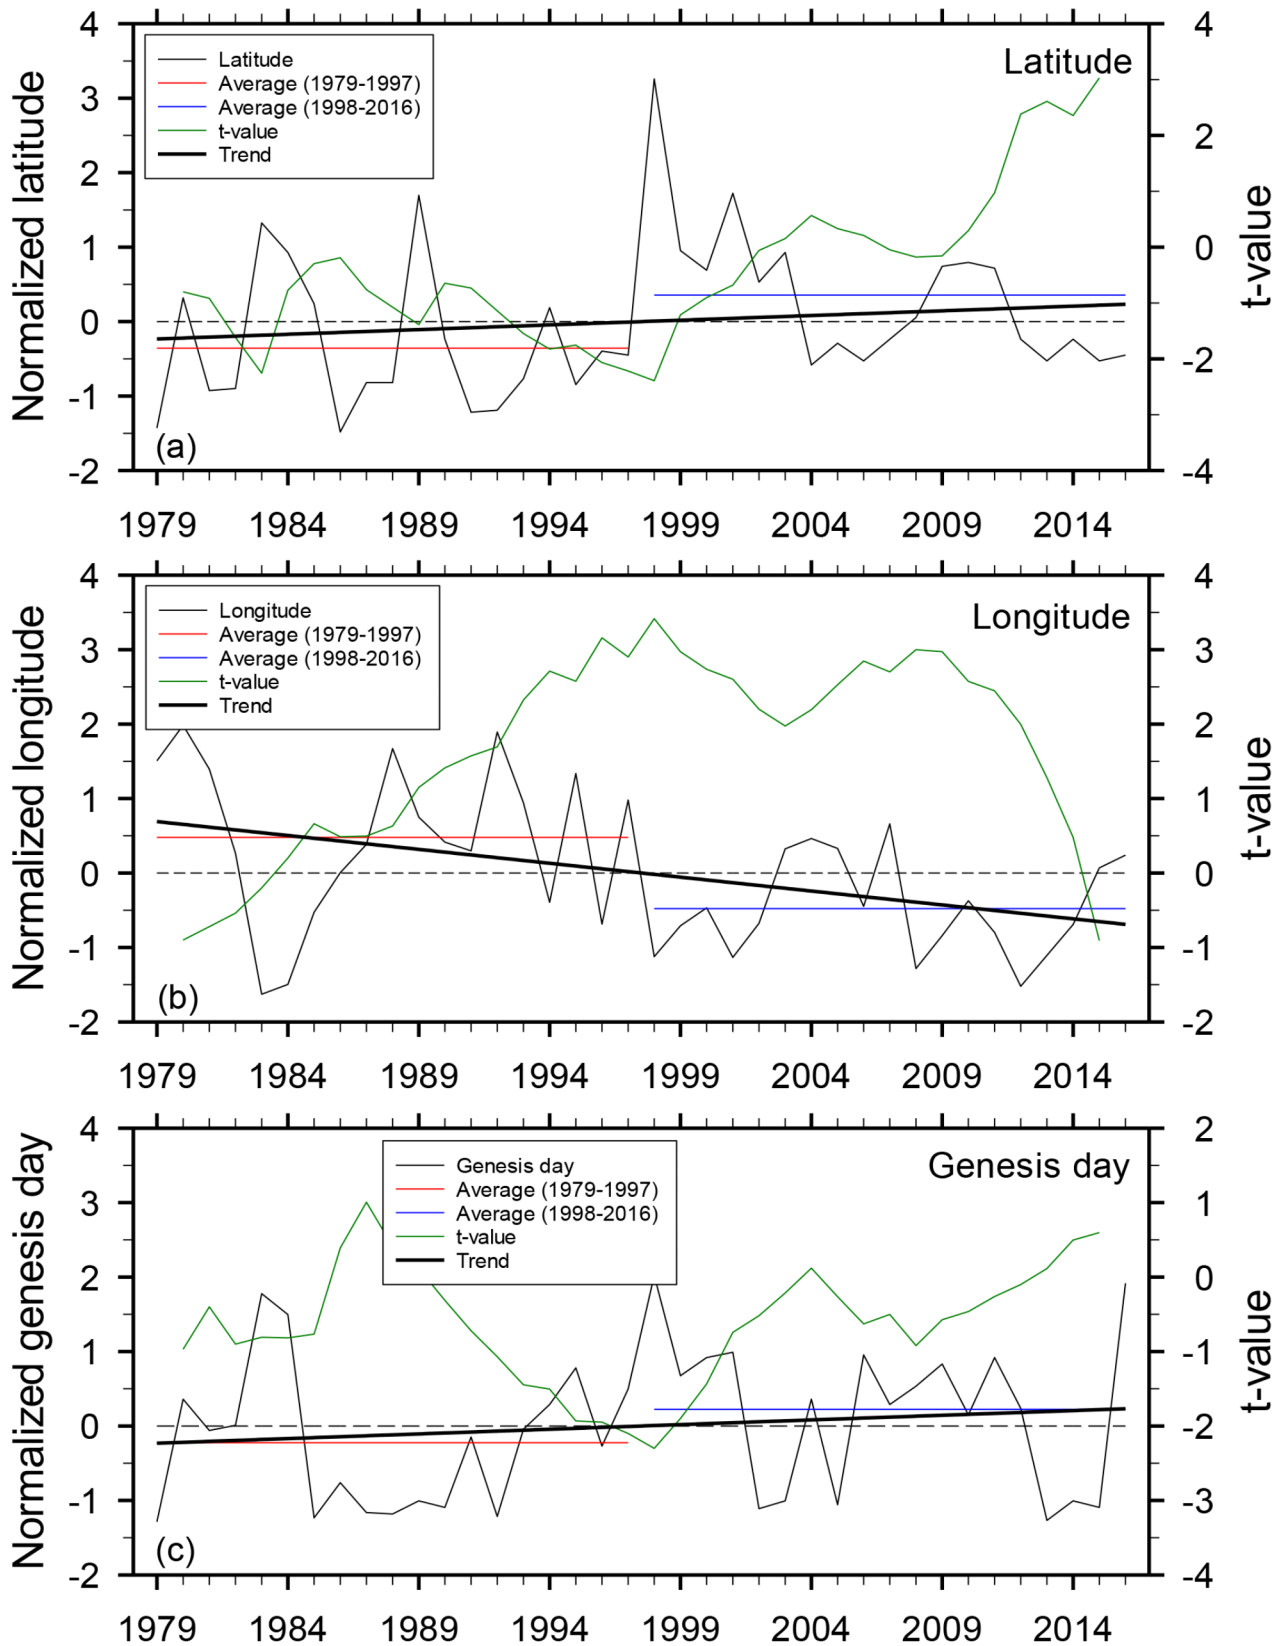 Normalized latitude
4
3
2
1
0
-1
-2
Latitude
Average (1979-1997)
Average (1998-2016)
t-value
Trend
Latitude
(a)
4
2
0
-2
-4
t-value
1979 1984 1989 1994 1999 2004 2009 2014
Normalized longitude
4
3
2
1
0
-1
-2
Longitude
Average (1979-1997)
Average (1998-2016)
t-value
Trend
Longitude
(b)
4
3
2
1
0
-1
-2
t-value
1979 1984 1989 1994 1999 2004 2009 2014
Normalized genesis day
4
3
2
1
0
-1
-2
Genesis day
Average (1979-1997)
Average (1998-2016)
t-value
Trend
Genesis day
(c)
2
1
0
-1
-2
-3
-4
t-value
1979 1984 1989 1994 1999 2004 2009 2014